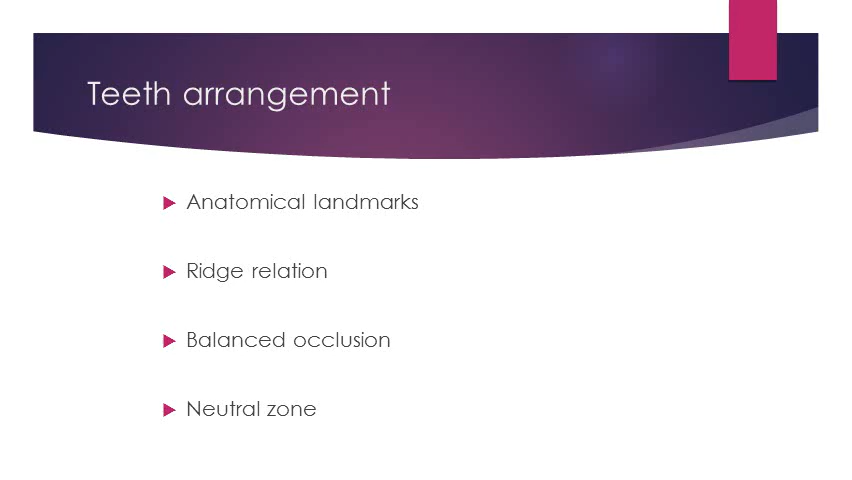 Teeth arrangement
Anatomical landmarks
Ridge relation
Balanced occlusion
Neutral zone